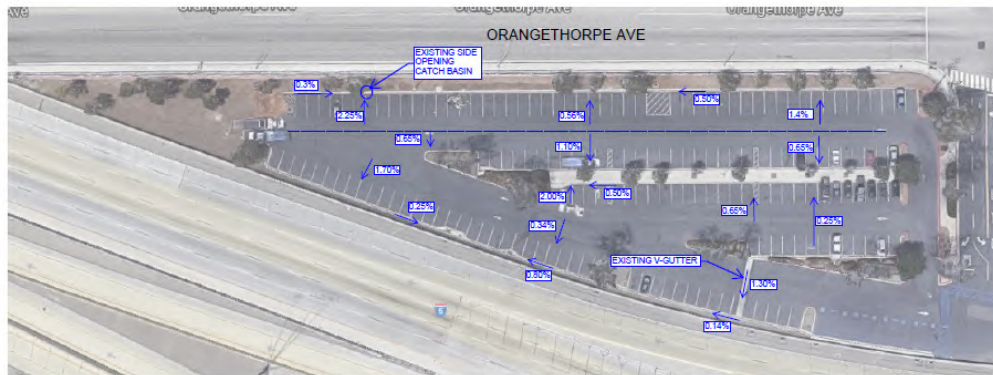 Ave
Orangethorpe Ave
Orangethorpe Ave
Orangethorpe Ave
ORANGETHORPE AVE
EXISTING SIDE
OPENING
CATCH BASIN
0.3%
2.25%
0.56%
0.50%
1.4%
0.65%
1.10%
0.65%
1.70%
2.00%
0.50%
0.25%
0.34%
0.65%
0.25%
0.80%
EXISTING V-GUTTER
1.30%
5
0.14%